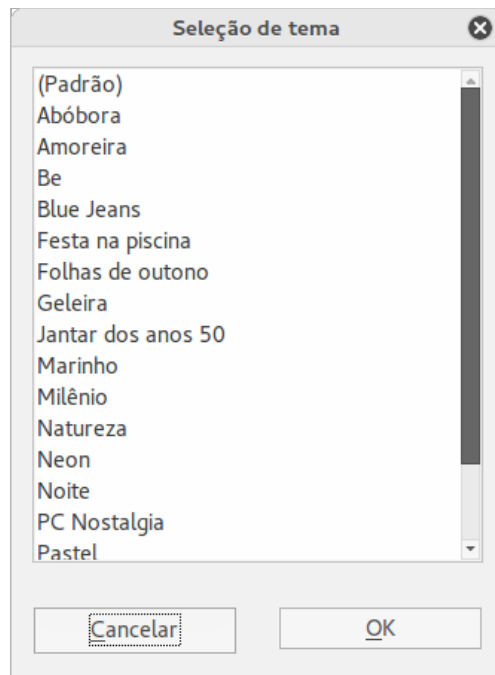 Seleção de tema
(Padrão)
Abóbora
Amoreira
Be
Blue Jeans
Festa na piscina
Folhas de outono
Geleira
Jantar dos anos 50
Marinho
Milênio
Natureza
Neon
Noite
PC Nostalgia
Pastel
Cancelar
OK